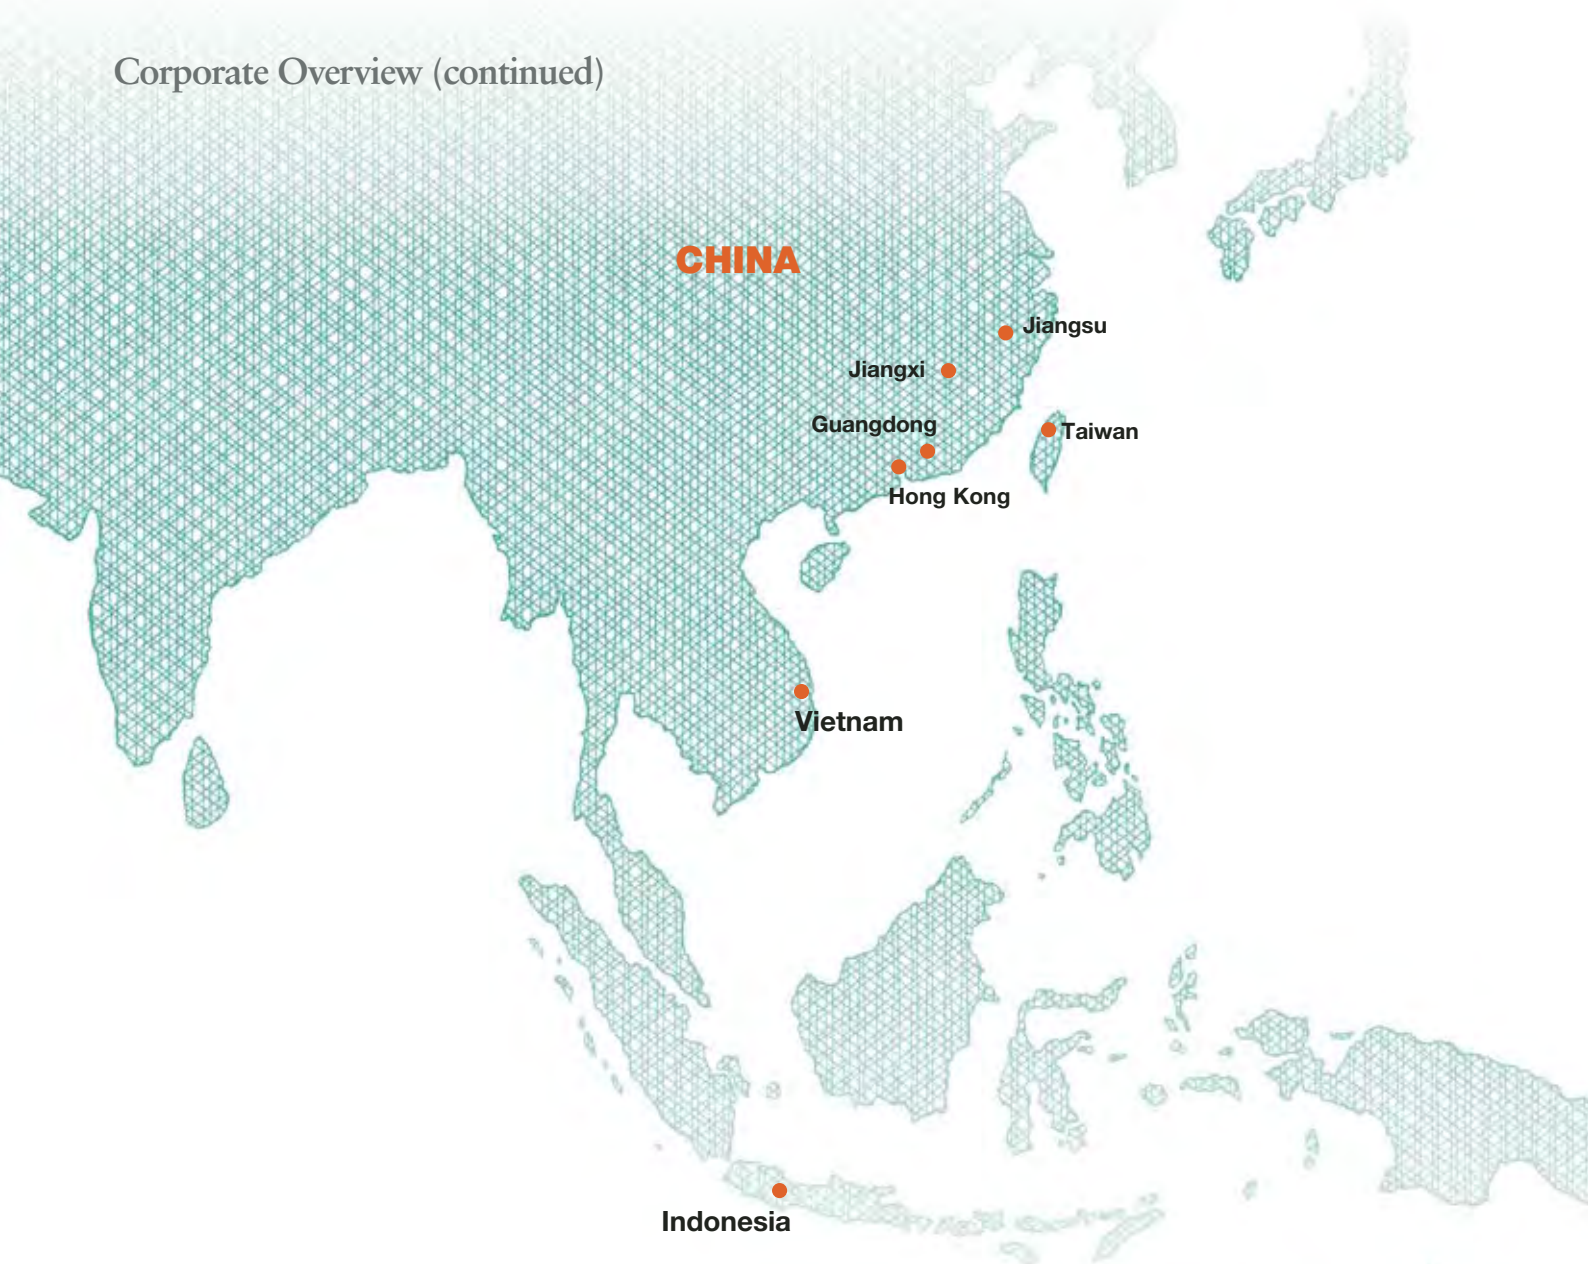 Corporate Overview (continued)
CHINA
Jiangsu
Jiangxi
Guangdong
Taiwan
Hong Kong
Vietnam
Indonesia